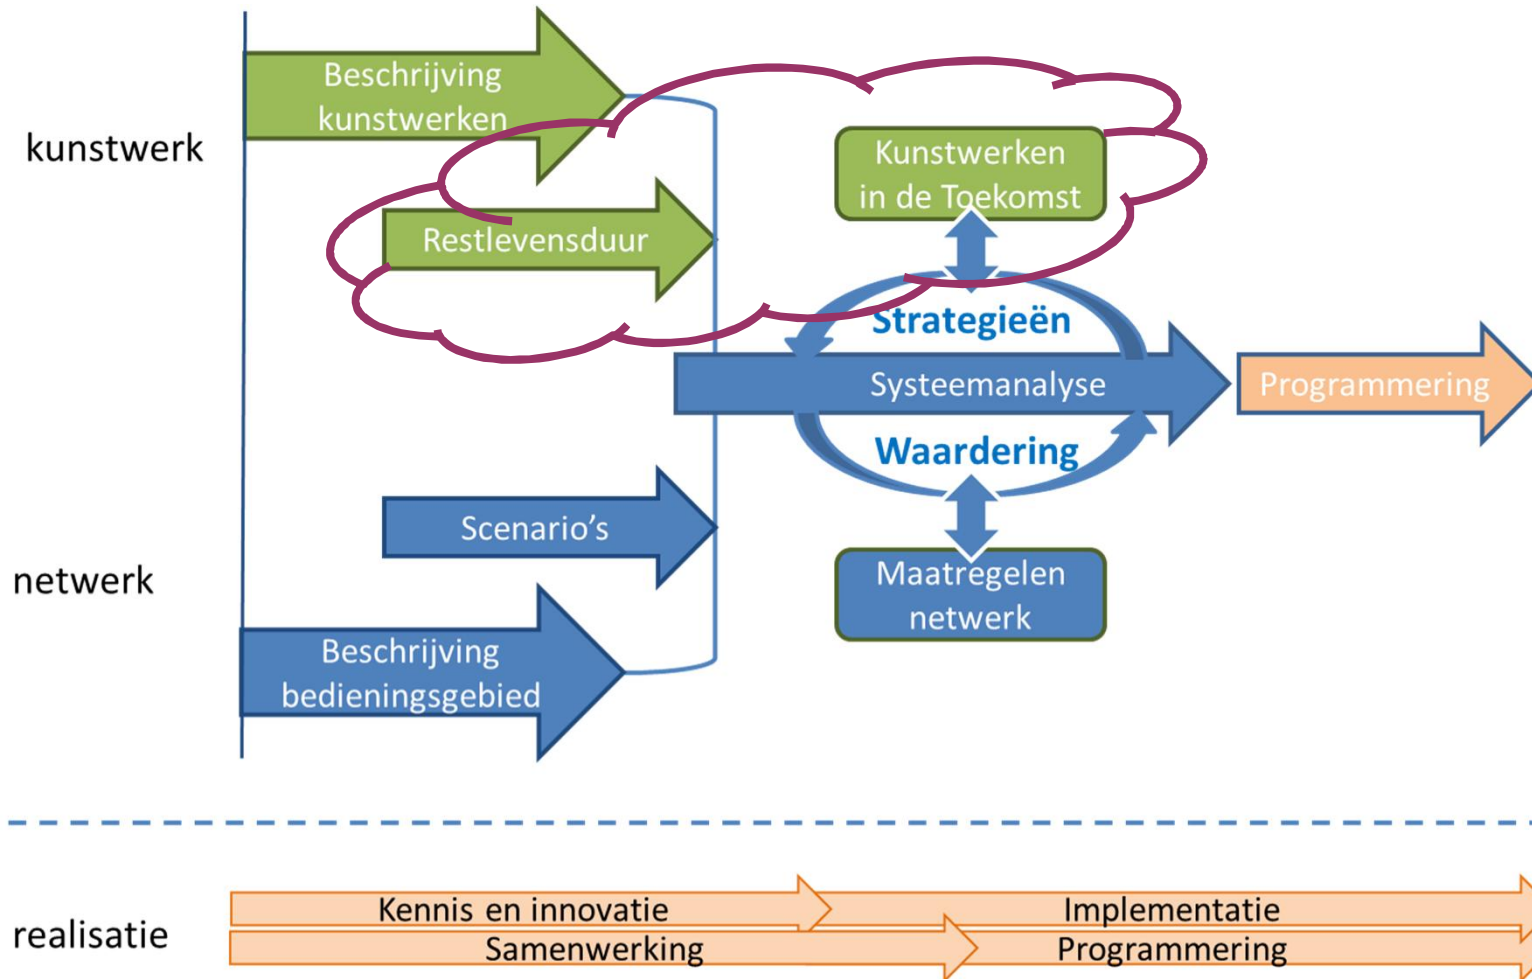 Beschrijving
kunstwerken
kunstwerk
Kunstwerken
in de Toekomst
Restlevensduur
Strategieën
Systeemanalyse
Programmering
Waardering
Scenario’s
netwerk
Maatregelen
netwerk
Beschrijving
bedieningsgebied
realisatie
Kennis en innovatie
Implementatie
Samenwerking
Programmering